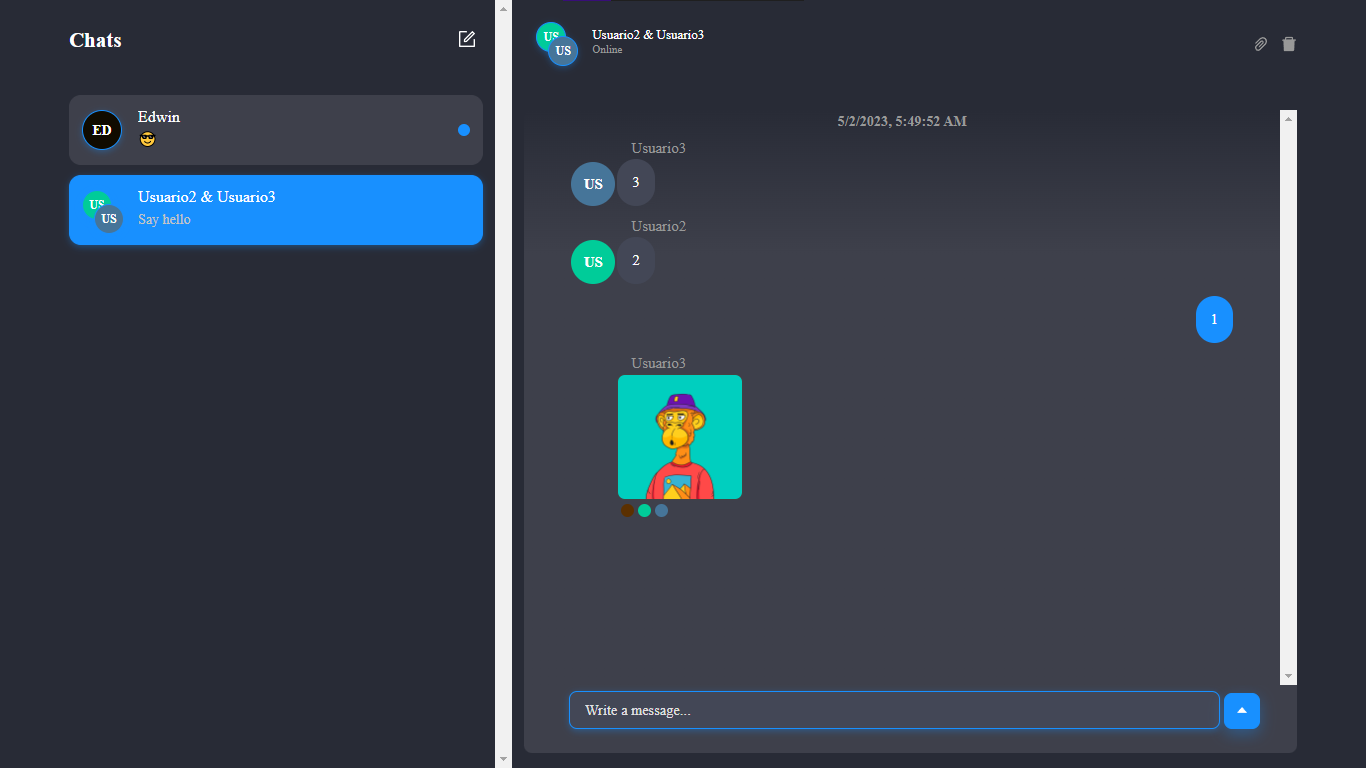 Chats
ED
Edwin
US
US
Usuario2 & Usuario3
Say hello
US
US
Usuario2 & Usuario3
Online
5/2/2023, 5:49:52 AM
Usuario3
US
3
Usuario2
US
2
1
Usuario3
Write a message...